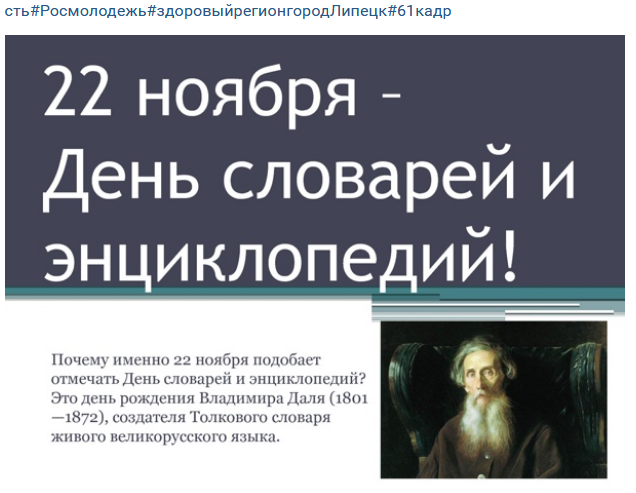 сть#Росмолодежь#здоровыйрегионгородЛипецк#61кадр
22 ноября –
День словарей и
энциклопедий!
Почему именно 22 ноября подобает
отмечать День словарей и энциклопедий?
Это день рождения Владимира Даля (1801
—1872), создателя Толкового словаря
живого великорусского языка.